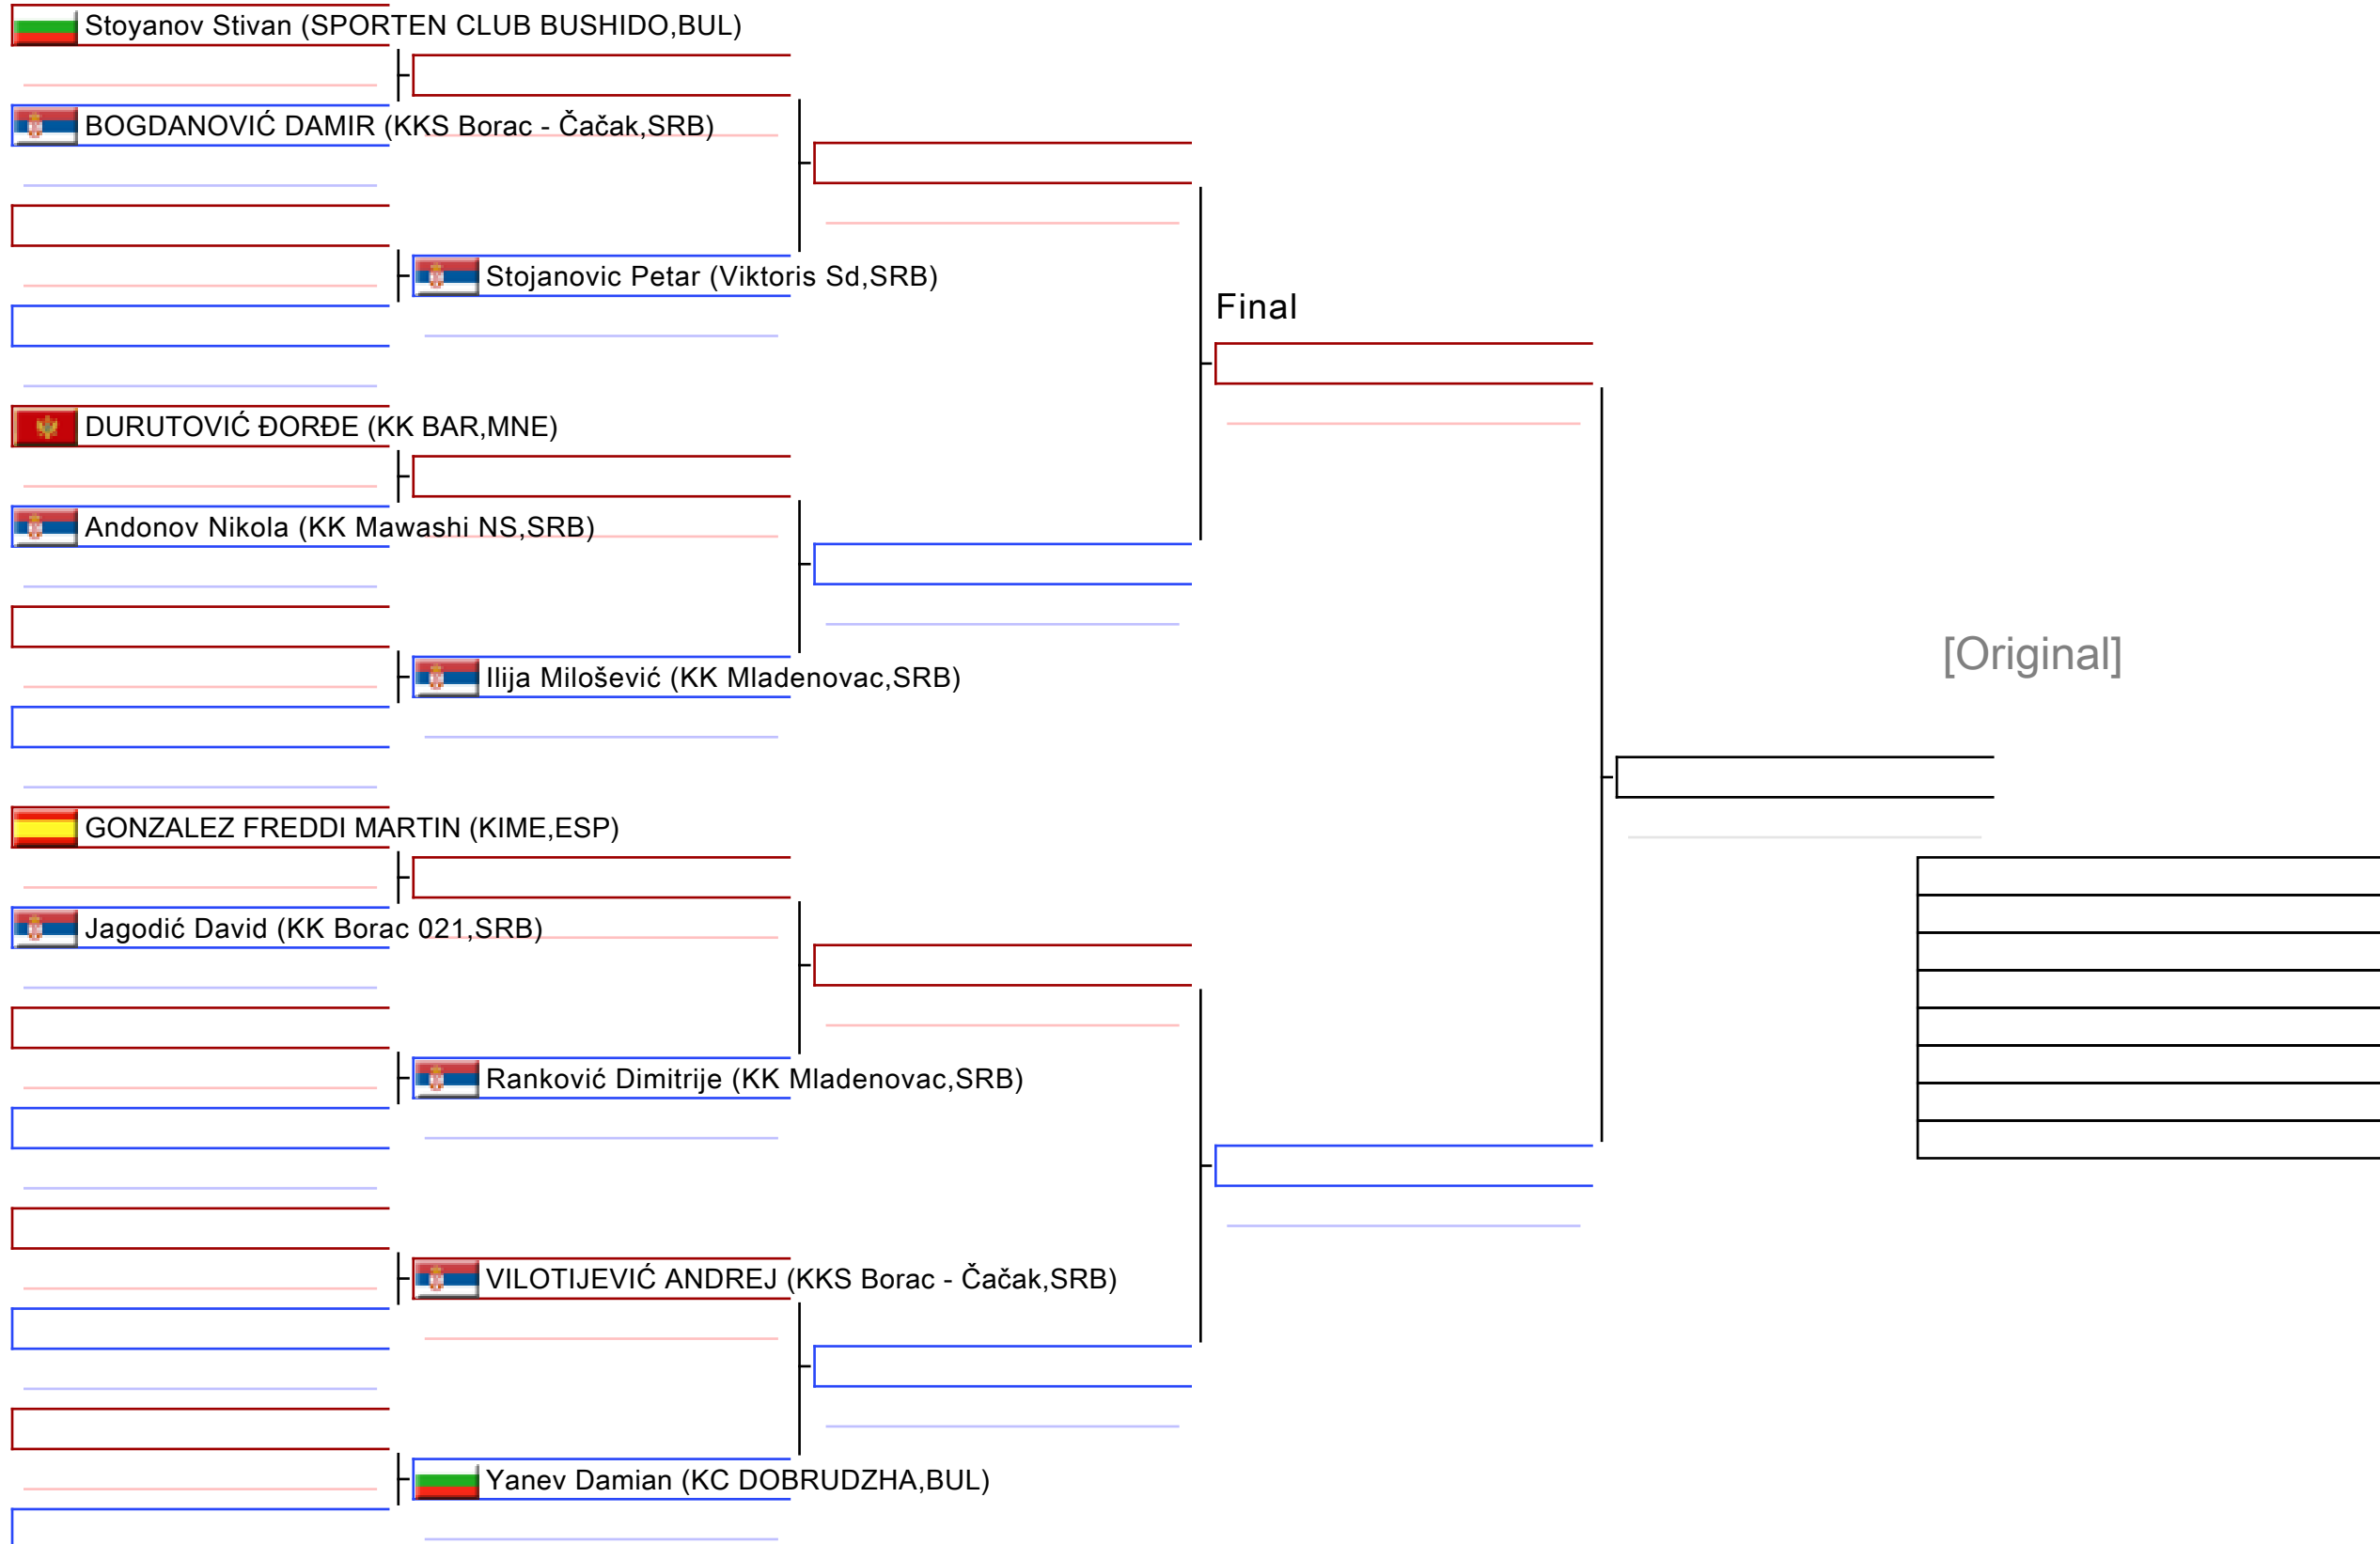 Stoyanov Stivan (SPORTEN CLUB BUSHIDO,BUL)
BOGDANOVIĆ DAMIR (KKS Borac - Čačak,SRB)
Stojanovic Petar (Viktoris Sd,SRB)
Final
DURUTOVIĆ ĐORĐE (KK BAR,MNE)
Andonov Nikola (KK Mawashi NS,SRB)
[Original]
Ilija Milošević (KK Mladenovac,SRB)
GONZALEZ FREDDI MARTIN (KIME,ESP)
Jagodić David (KK Borac 021,SRB)
Ranković Dimitrije (KK Mladenovac,SRB)
VILOTIJEVIĆ ANDREJ (KKS Borac - Čačak,SRB)
Yanev Damian (KC DOBRUDZHA,BUL)